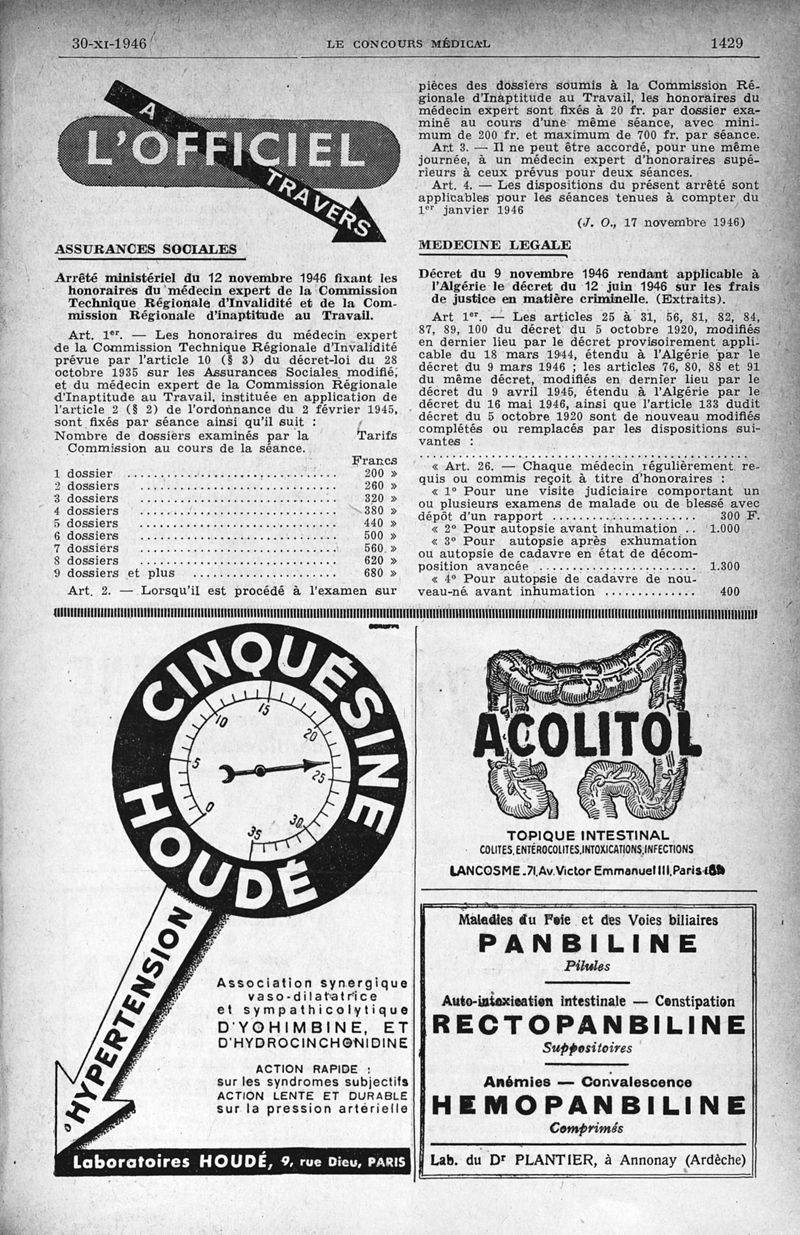 30-XI-1946
LE CONCOURS MÉDICAL
1429
A
L'OFFICIEL
TRAVERS
ASSURANCES SOCIALES
Arrêté ministériel du 12 novembre 1946 fixant les
honoraires du médecin expert de la Commission
Technique Régionale d'Invalidité et de la Com-
mission Régionale d'inaptitude au Travail.
Art. 1er. — Les honoraires du médecin expert
de la Commission Technique Régionale d'Invalidité
prévue par l'article 10 (§ 3) du décret-loi du 28
octobre 1935 sur les Assurances Sociales modifié,
et du médecin expert de la Commission Régionale
d'Inaptitude au Travail, instituée en application de
l'article 2 (§ 2) de l'ordonnance du 2 février 1945,
sont fixés par séance ainsi qu'il suit :
Nombre de dossiers examinés par la Tarifs
Commission au cours de la séance.
Francs
1 dossier .............................. 200 »
2 dossiers ............................ 260 »
3 dossiers ............................ 320 »
4 dossiers ............................ 380 »
5 dossiers ............................ 440 »
6 dossiers ............................ 500 »
7 dossiers ............................ 560 »
8 dossiers ............................ 620 »
9 dossiers et plus .................... 680 »
Art. 2. — Lorsqu'il est procédé à l'examen sur
pièces des dossiers soumis à la Commission Ré-
gionale d'Inaptitude au Travail, les honoraires du
médecin expert sont fixés à 20 fr. par dossier exa-
miné au cours d'une même séance, avec mini-
mum de 200 fr. et maximum de 700 fr. par séance.
Art 3. — Il ne peut être accordé, pour une même
journée, à un médecin expert d'honoraires supé-
rieurs à ceux prévus pour deux séances.
Art. 4. — Les dispositions du présent arrêté sont
applicables pour les séances tenues à compter du
1er janvier 1946
(J. O., 17 novembre 1946)
MEDECINE LEGALE
Décret du 9 novembre 1946 rendant applicable à
l'Algérie le décret du 12 juin 1946 sur les frais
de justice en matière criminelle. (Extraits).
Art 1er. — Les articles 25 à 31, 56, 81, 82, 84,
87, 89, 100 du décret du 5 octobre 1920, modifiés
en dernier lieu par le décret provisoirement appli-
cable du 18 mars 1944, étendu à l'Algérie par le
décret du 9 mars 1946 ; les articles 76, 80, 88 et 91
du même décret, modifiés en dernier lieu par le
décret du 9 avril 1945, étendu à l'Algérie par le
décret du 16 mai 1946, ainsi que l'article 133 dudit
décret du 5 octobre 1920 sont de nouveau modifiés
complétés ou remplacés par les dispositions sui-
vantes :
..............................................
« Art. 26. — Chaque médecin régulièrement re-
quis ou commis reçoit à titre d'honoraires :
« 1° Pour une visite judiciaire comportant un
ou plusieurs examens de malade ou de blessé avec
dépôt d'un rapport ...................... 300 F.
« 2° Pour autopsie avant inhumation .. 1.000
« 3° Pour autopsie après exhumation
ou autopsie de cadavre en état de décom-
position avancée ........................ 1.300
« 4° Pour autopsie de cadavre de nou-
veau-né avant inhumation .............. 400
CINQUÉSINE
HOUDÉ
0
5
10
15
20
25
30
35
HYPERTENSION
Association synergique
vaso-dilatatrice
et sympathicolytique
D'YOHIMBINE, ET
D'HYDROCINCHONIDINE
ACTION RAPIDE :
sur les syndromes subjectifs
ACTION LENTE ET DURABLE
sur la pression artérielle
Laboratoires HOUDÉ, 9, rue Dieu, PARIS
ACOLITOL
TOPIQUE INTESTINAL
COLITES, ENTÉROCOLITES, INTOXICATIONS, INFECTIONS
LANCOSME . 71, Av. Victor Emmanuel III, Paris
Maladies du Foie et des Voies biliaires
PANBILINE
Pilules
Auto-intoxication intestinale — Constipation
RECTOPANBILINE
Suppositoires
Anémies — Convalescence
HEMOPANBILINE
Comprimés
Lab. du Dr PLANTIER, à Annonay (Ardèche)